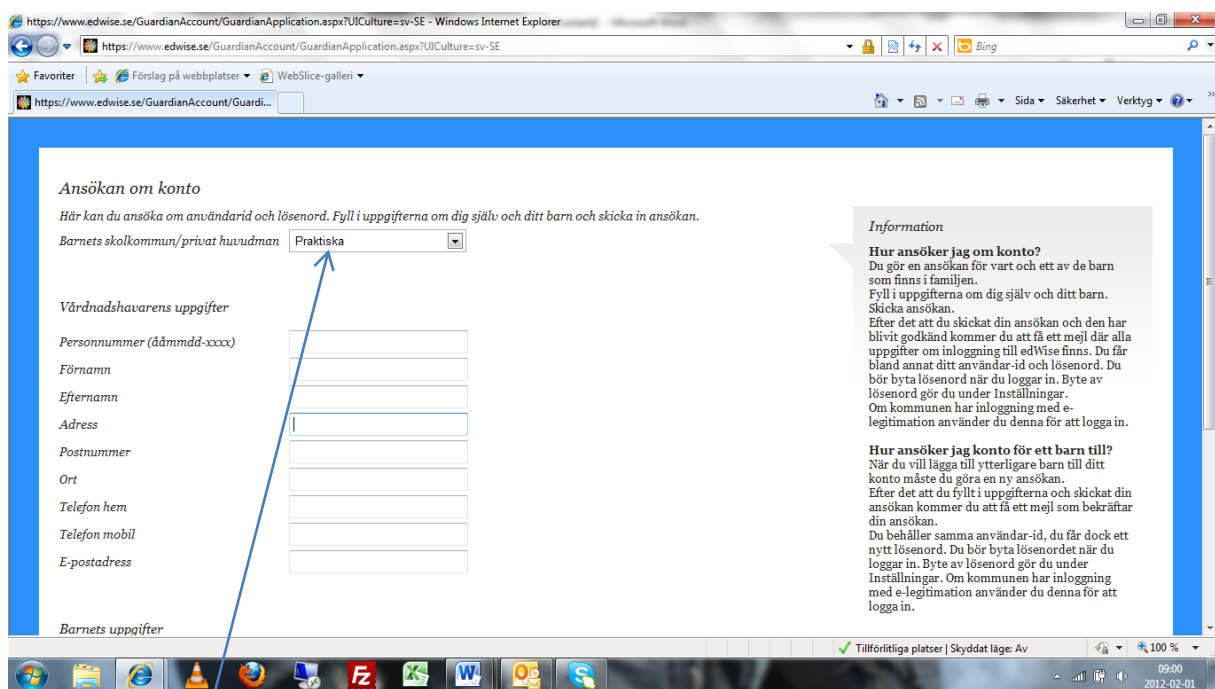 https://www.edwise.se/GuardianAccount/GuardianApplication.aspx?UICulture=sv-SE - Windows Internet Explorer
https://www.edwise.se/GuardianAccount/GuardianApplication.aspx?UICulture=sv-SE
Bing
Favoriter
Förslag på webbplatser
WebSlice-galleri
https://www.edwise.se/GuardianAccount/Guardi...
Sida
Säkerhet
Verktyg
Ansökan om konto
Här kan du ansöka om användarid och lösenord. Fyll i uppgifterna om dig själv och ditt barn och skicka in ansökan.
Barnets skolkommun/privat huvudman
Praktiska
Vårdnadshavarens uppgifter
Personnummer (ååmmdd-xxxx)
Förnamn
Efternamn
Adress
Postnummer
Ort
Telefon hem
Telefon mobil
E-postadress
Barnets uppgifter
Information
Hur ansöker jag om konto?
Du gör en ansökan för vart och ett av de barn
som finns i familjen.
Fyll i uppgifterna om dig själv och ditt barn.
Skicka ansökan.
Efter det att du skickat din ansökan och den har
blivit godkänd kommer du att få ett mejl där alla
uppgifter om inloggning till edWise finns. Du får
bland annat ditt användar-id och lösenord. Du
bör byta lösenord när du loggar in. Byte av
lösenord gör du under Inställningar.
Om kommunen har inloggning med e-
legitimation använder du denna för att logga in.
Hur ansöker jag konto för ett barn till?
När du vill lägga till ytterligare barn till ditt
konto måste du göra en ny ansökan.
Efter det att du fyllt i uppgifterna och skickat din
ansökan kommer du att få ett mejl som bekräftar
din ansökan.
Du behåller samma användar-id, du får dock ett
nytt lösenord. Du bör byta lösenordet när du
loggar in. Byte av lösenord gör du under
Inställningar. Om kommunen har inloggning
med e-legitimation använder du denna för att
logga in.
Tillförlitliga platser | Skyddat läge: Av
100 %
09:00
2012-02-01